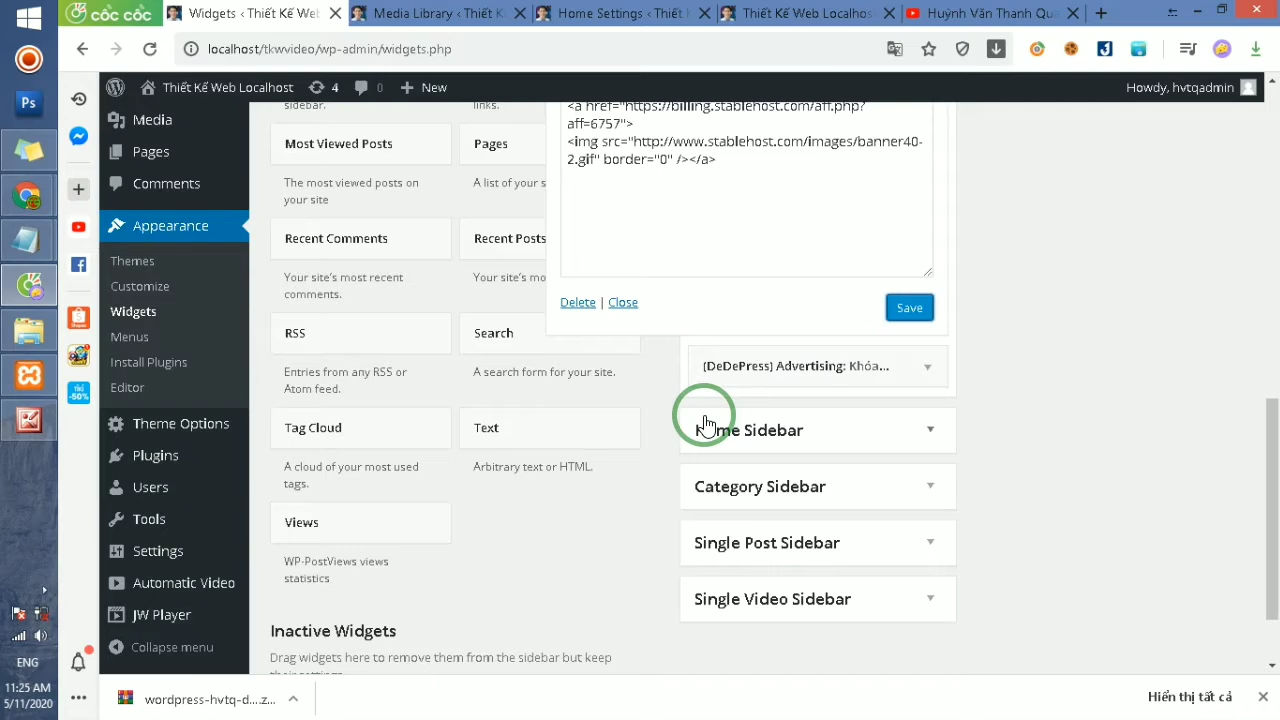 cốc cốc
Widgets ‹ Thiết Kế Web
Media Library ‹ Thiết K
Home Settings ‹ Thiết K
Thiết Kế Web Localhos
Huỳnh Văn Thanh Qua
localhost/tkwvideo/wp-admin/widgets.php
Thiết Kế Web Localhost
4
0
New
Howdy, hvtqadmin
Ps
Media
Pages
Comments
Appearance
Themes
Customize
Widgets
Menus
Install Plugins
Editor
Theme Options
Plugins
Users
Tools
Settings
Automatic Video
JW Player
Collapse menu
sidebar.
links.
Most Viewed Posts
Pages
The most viewed posts on
your site
A list of your s
Recent Comments
Recent Posts
Your site's most recent
comments.
Your site's mo
RSS
Search
Entries from any RSS or
Atom feed.
A search form for your site.
Tag Cloud
Text
A cloud of your most used
tags.
Arbitrary text or HTML.
Views
WP-PostViews views
statistics
Inactive Widgets
Drag widgets here to remove them from the sidebar but keep
their settings.
<a href="https://billing.stablehost.com/aff.php?
aff=6757">
<img src="http://www.stablehost.com/images/banner40-
2.gif" border="0" /></a>
Delete | Close
Save
(DeDePress) Advertising: Khóa...
Home Sidebar
Category Sidebar
Single Post Sidebar
Single Video Sidebar
ENG
11:25 AM
5/11/2020
wordpress-hvtq-d....z...
Hiển thị tất cả